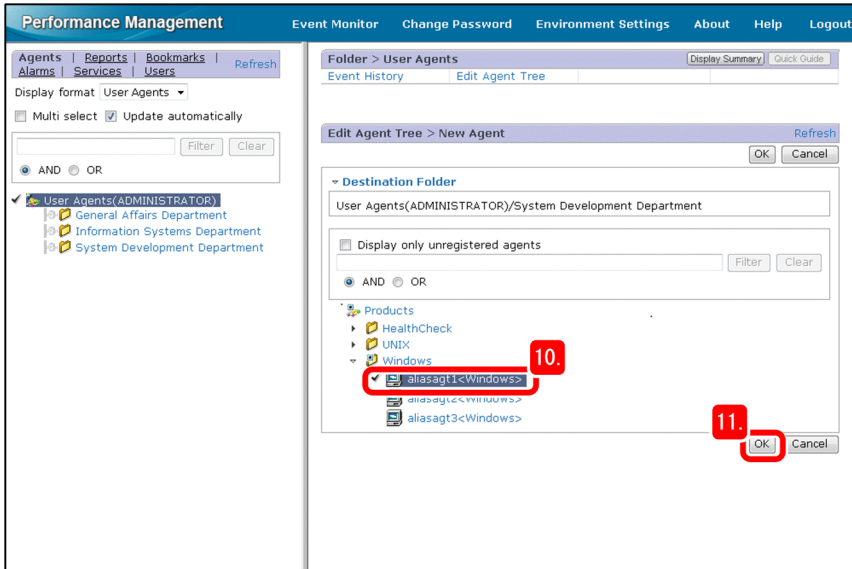 Performance Management
Event Monitor Change Password Environment Settings About Help Logout
Agents | Reports | Bookmarks |
Alarms | Services | Users
Refresh
Display format User Agents
Multi select Update automatically
Filter Clear
AND OR
User Agents(ADMINISTRATOR)
General Affairs Department
Information Systems Department
System Development Department
Folder > User Agents
Display Summary Quick Guide
Event History Edit Agent Tree
Edit Agent Tree > New Agent Refresh
OK Cancel
Destination Folder
User Agents(ADMINISTRATOR)/System Development Department
Display only unregistered agents
Filter Clear
AND OR
Products
HealthCheck
UNIX
Windows
10.
aliasagt1<Windows>
aliasagt2<Windows>
aliasagt3<Windows>
11.
OK Cancel